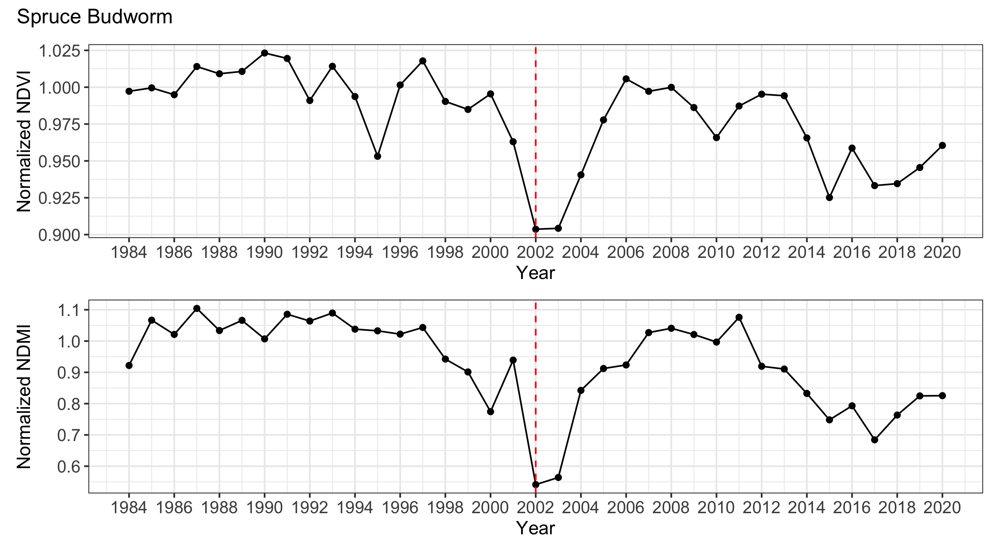 Spruce Budworm
Normalized NDVI
1.025
1.000
0.975
0.950
0.925
0.900
1984 1986 1988 1990 1992 1994 1996 1998 2000 2002 2004 2006 2008 2010 2012 2014 2016 2018 2020
Year
Normalized NDMI
1.1
1.0
0.9
0.8
0.7
0.6
1984 1986 1988 1990 1992 1994 1996 1998 2000 2002 2004 2006 2008 2010 2012 2014 2016 2018 2020
Year